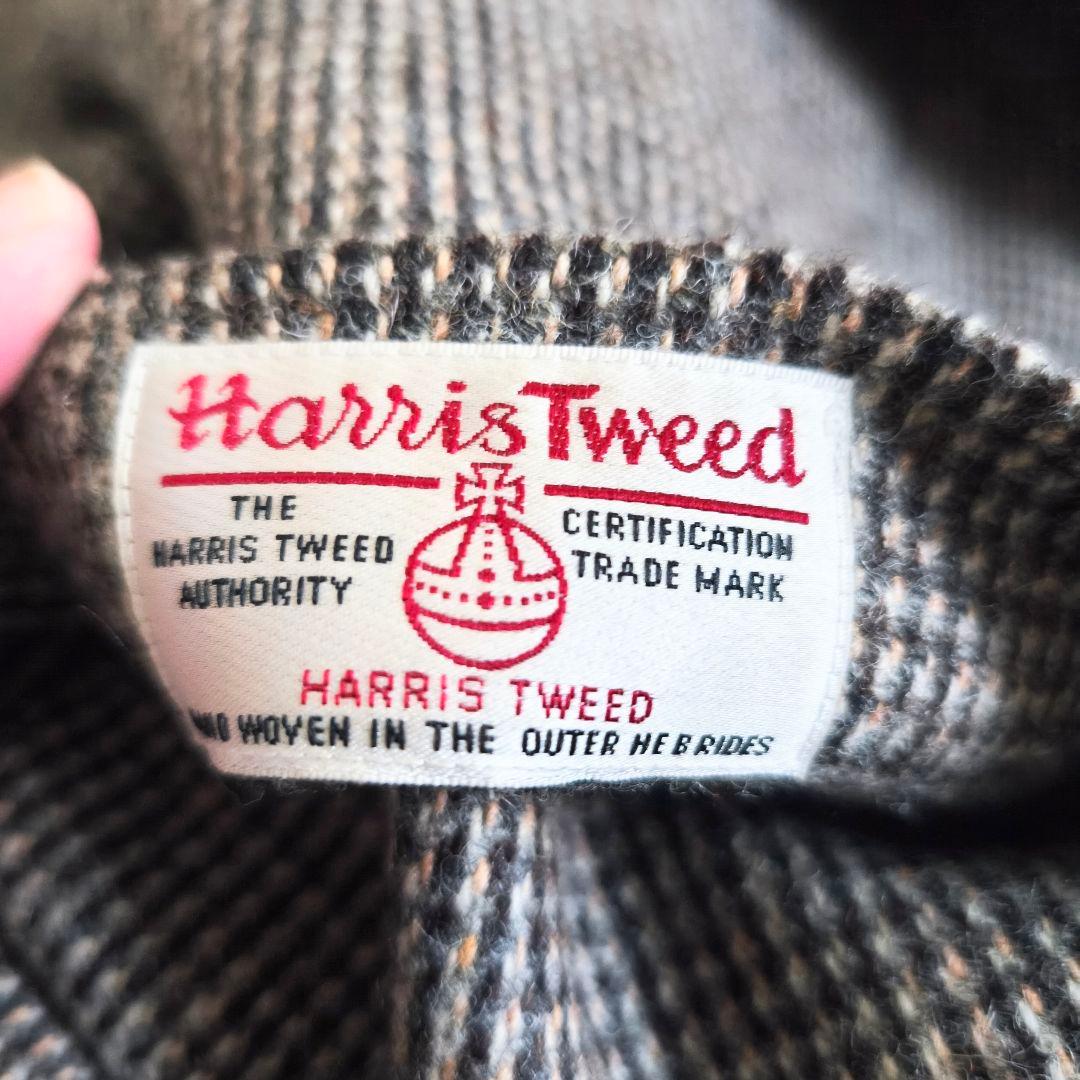 Harris Tweed
THE
HARRIS TWEED
AUTHORITY
CERTIFICATION
TRADE MARK
HARRIS TWEED
WOVEN IN THE OUTER HEBRIDES